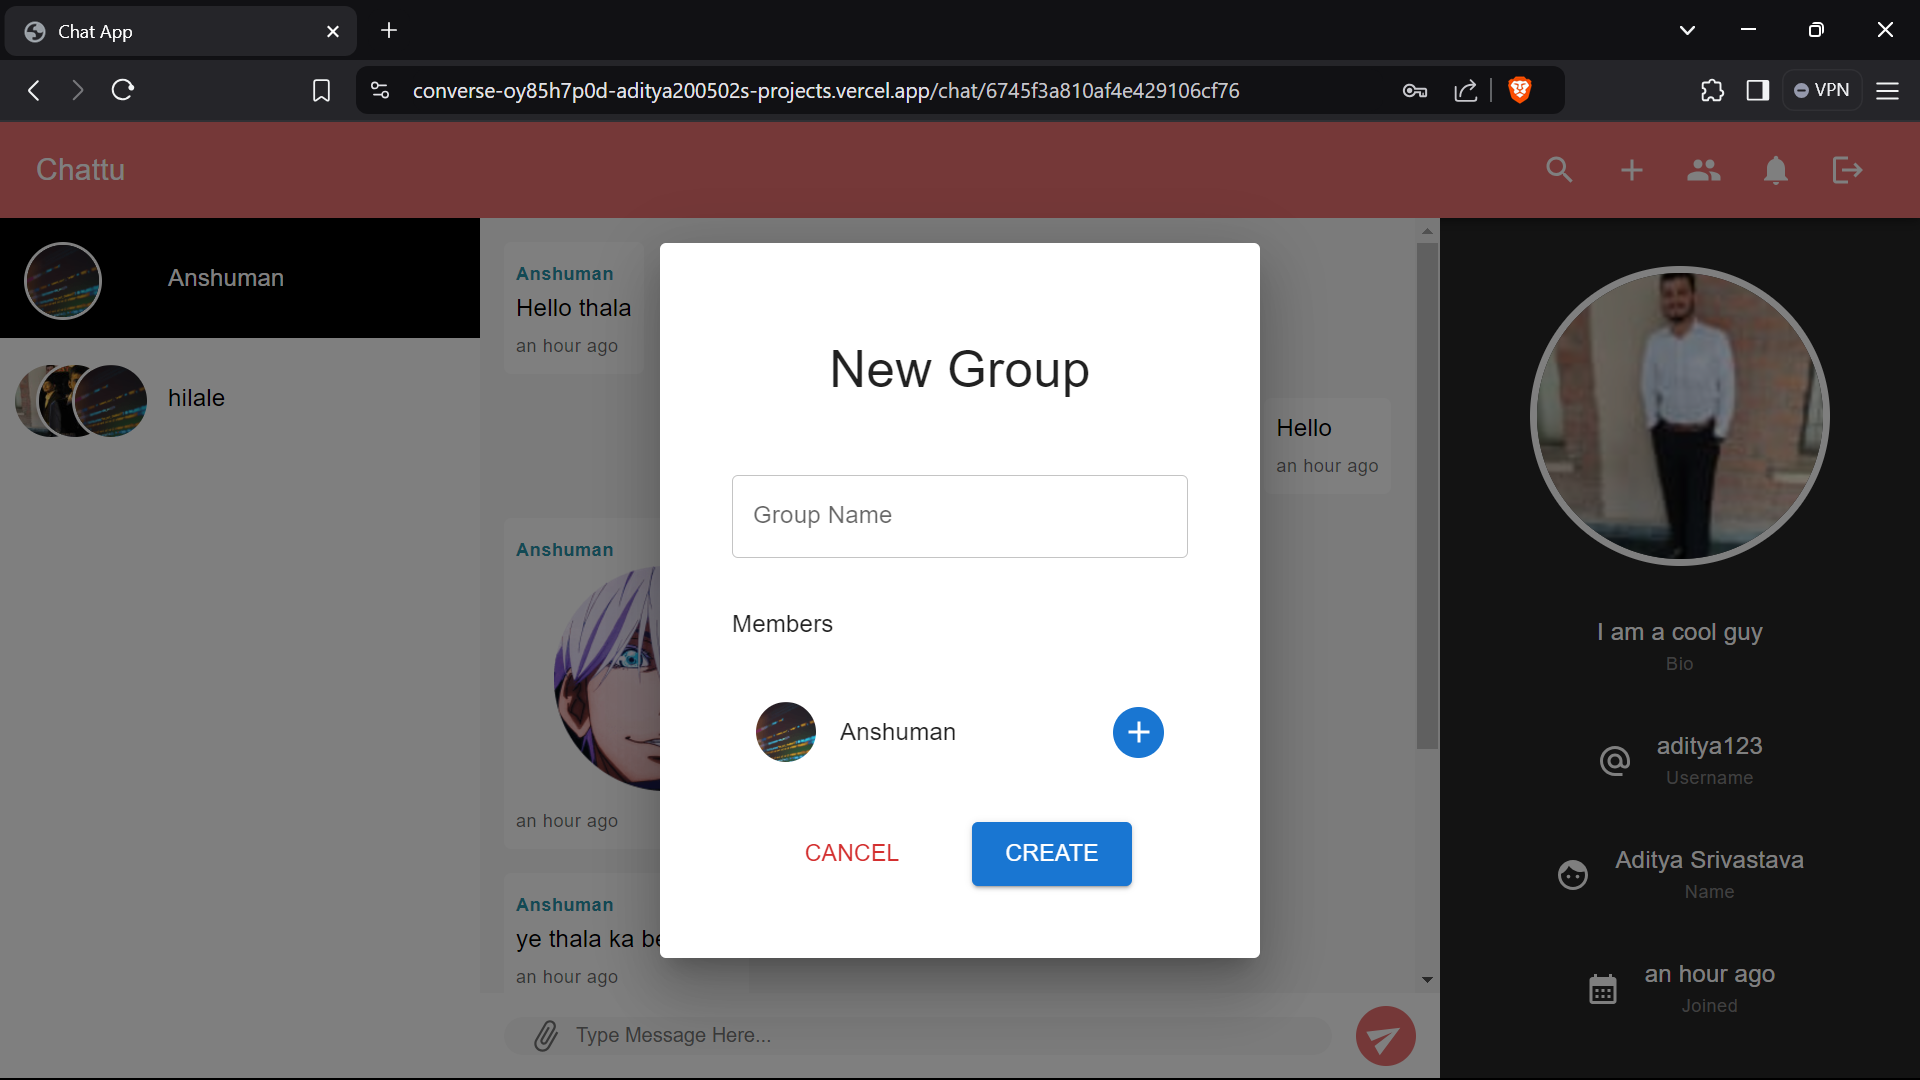 Chat App
converse-oy85h7p0d-aditya200502s-projects.vercel.app/chat/6745f3a810af4e429106cf76
VPN
Chattu
Anshuman
hilale
Anshuman
Hello thala
an hour ago
Hello
an hour ago
Anshuman
an hour ago
Anshuman
ye thala ka
an hour ago
Type Message Here...
New Group
Group Name
Members
Anshuman
CANCEL
CREATE
I am a cool guy
Bio
aditya123
Username
Aditya Srivastava
Name
an hour ago
Joined